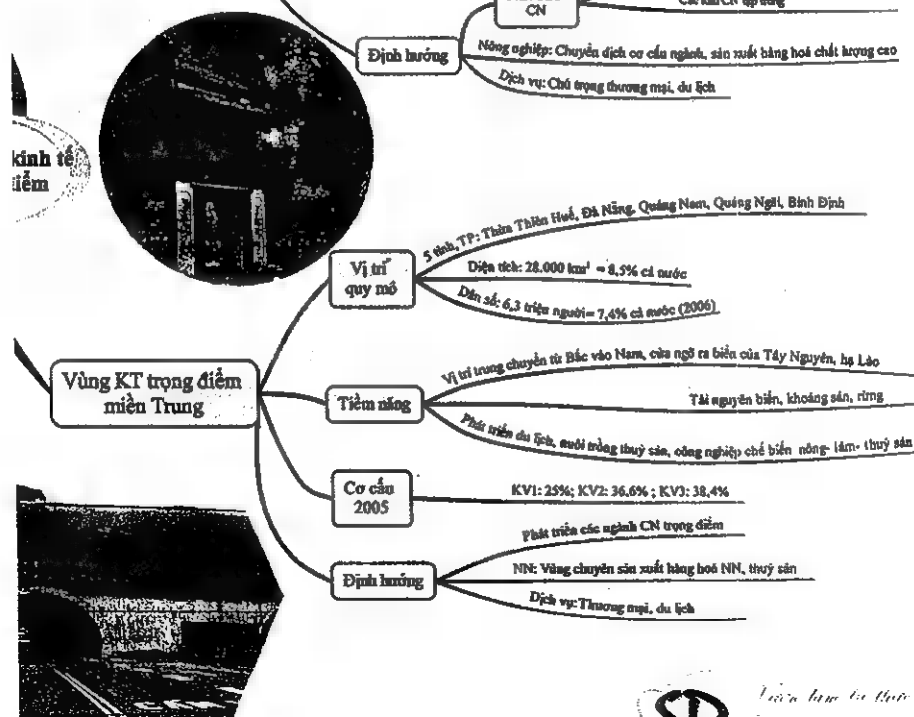 CN
Định hướng
Nông nghiệp: Chuyển dịch cơ cấu ngành, sản xuất hàng hoá chất lượng cao
Dịch vụ: Chú trọng thương mại, du lịch
kinh tế
iểm
Vị trí
quy mô
5 tỉnh, TP: Thừa Thiên Huế, Đà Nẵng, Quảng Nam, Quảng Ngãi, Bình Định
Diện tích: 28.000 km² = 8,5% cả nước
Dân số: 6,3 triệu người= 7,4% cả nước (2006)
Vùng KT trọng điểm
miền Trung
Tiềm năng
Vị trí trung chuyển từ Bắc vào Nam, cửa ngõ ra biển của Tây Nguyên, hạ Lào
Tài nguyên biển, khoáng sản, rừng
Phát triển du lịch, nuôi trồng thuỷ sản, công nghiệp chế biến nông- lâm- thuỷ sản
Cơ cấu
2005
KV1: 25%; KV2: 36,6% ; KV3: 38,4%
Định hướng
Phát triển các ngành CN trọng điểm
NN: Vùng chuyên sản xuất hàng hoá NN, thuỷ sản
Dịch vụ: Thương mại, du lịch